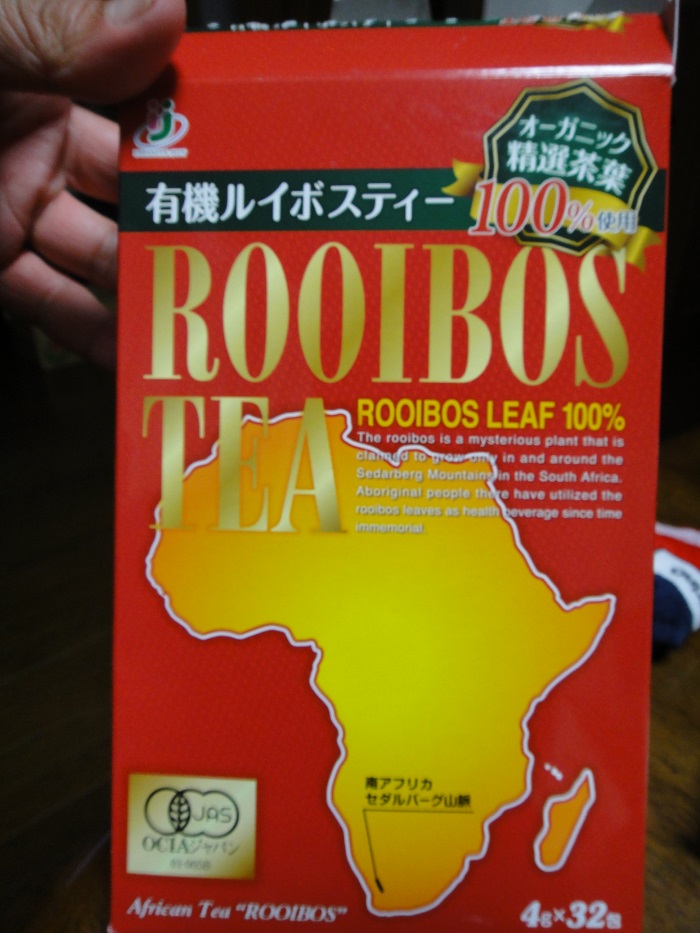 オーガニック
精選茶葉
100%使用
有機ルイボスティー
ROOIBOS
TEA
ROOIBOS LEAF 100%
The rooibos is a mysterious plant that is
claimed to grow only in and around the
Sedarberg Mountains in the South Africa.
Aboriginal people there have utilized the
rooibos leaves as health beverage since time
immemorial.
南アフリカ
セダルバーグ山脈
JAS
OCIAジャパン
African Tea "ROOIBOS"
4g×32包